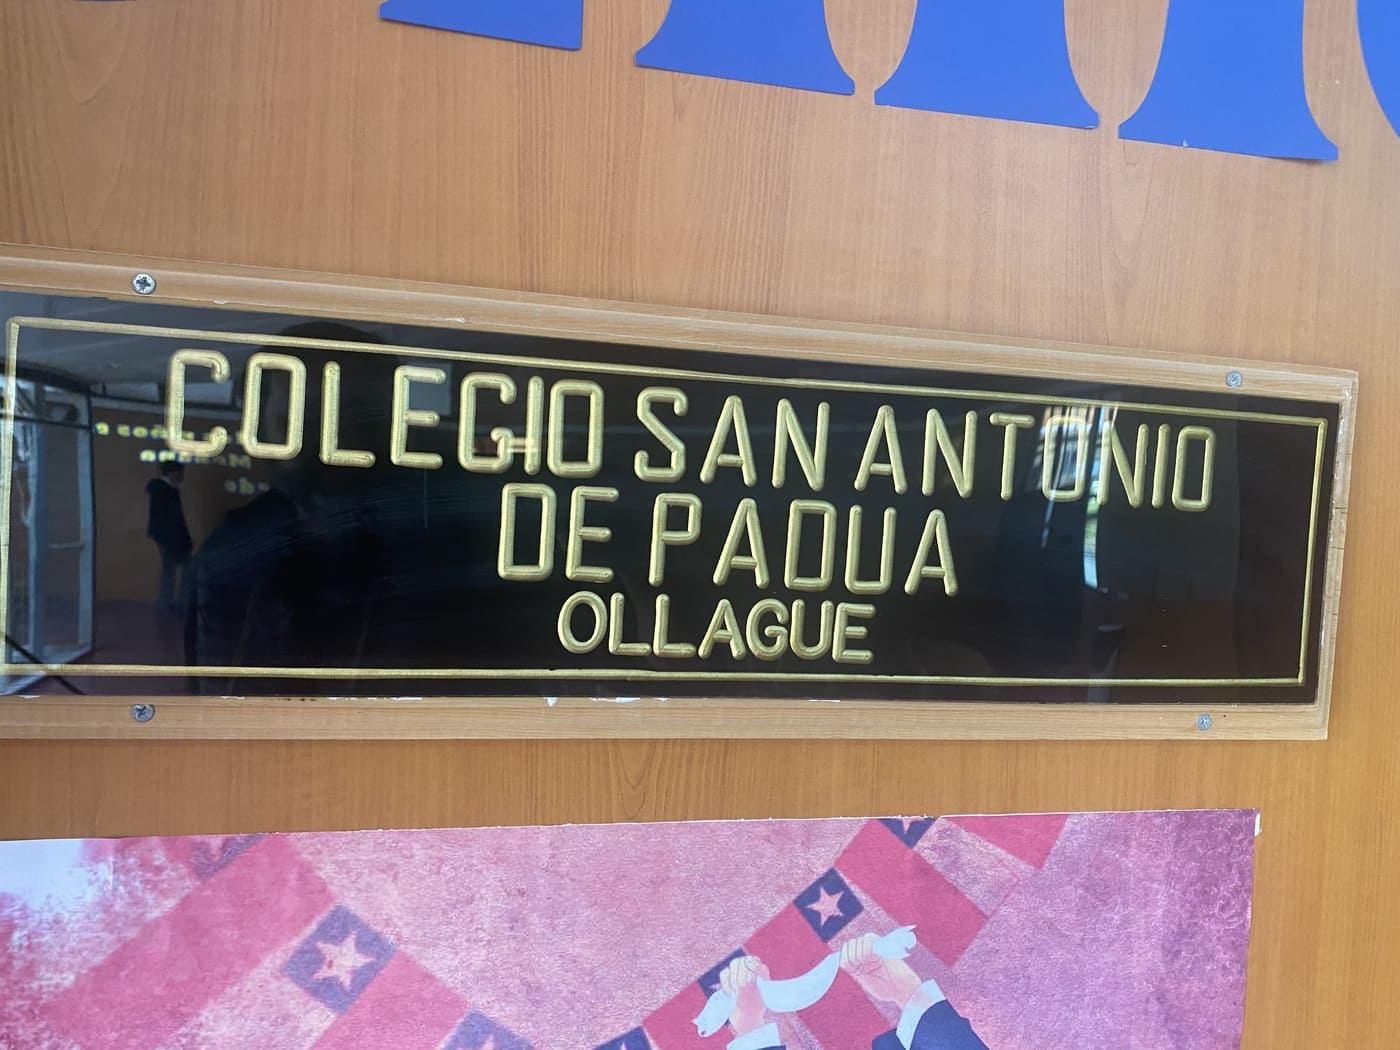 COLEGIO SAN ANTONIO
DE PADUA
OLLAGUE